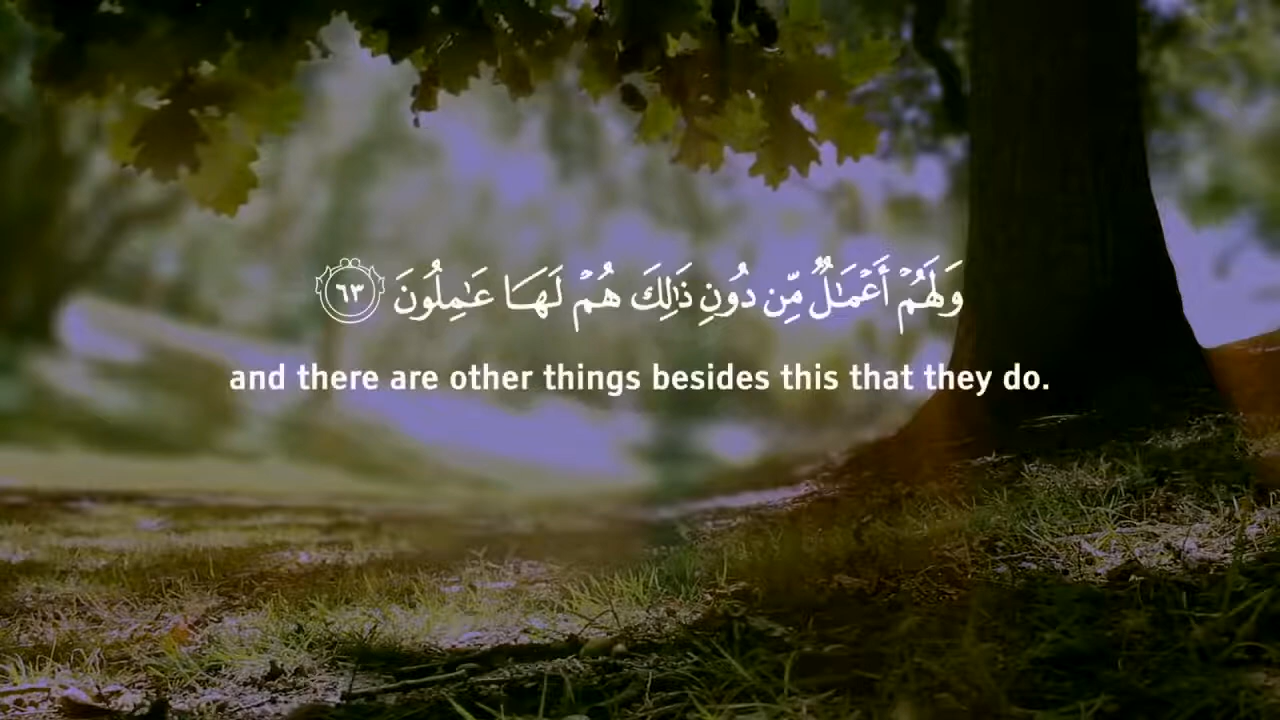 وَلَهُمۡ أَعۡمَٰلٞ مِّن دُونِ ذَٰلِكَ هُمۡ لَهَا عَٰمِلُونَ ٦٣
and there are other things besides this that they do.